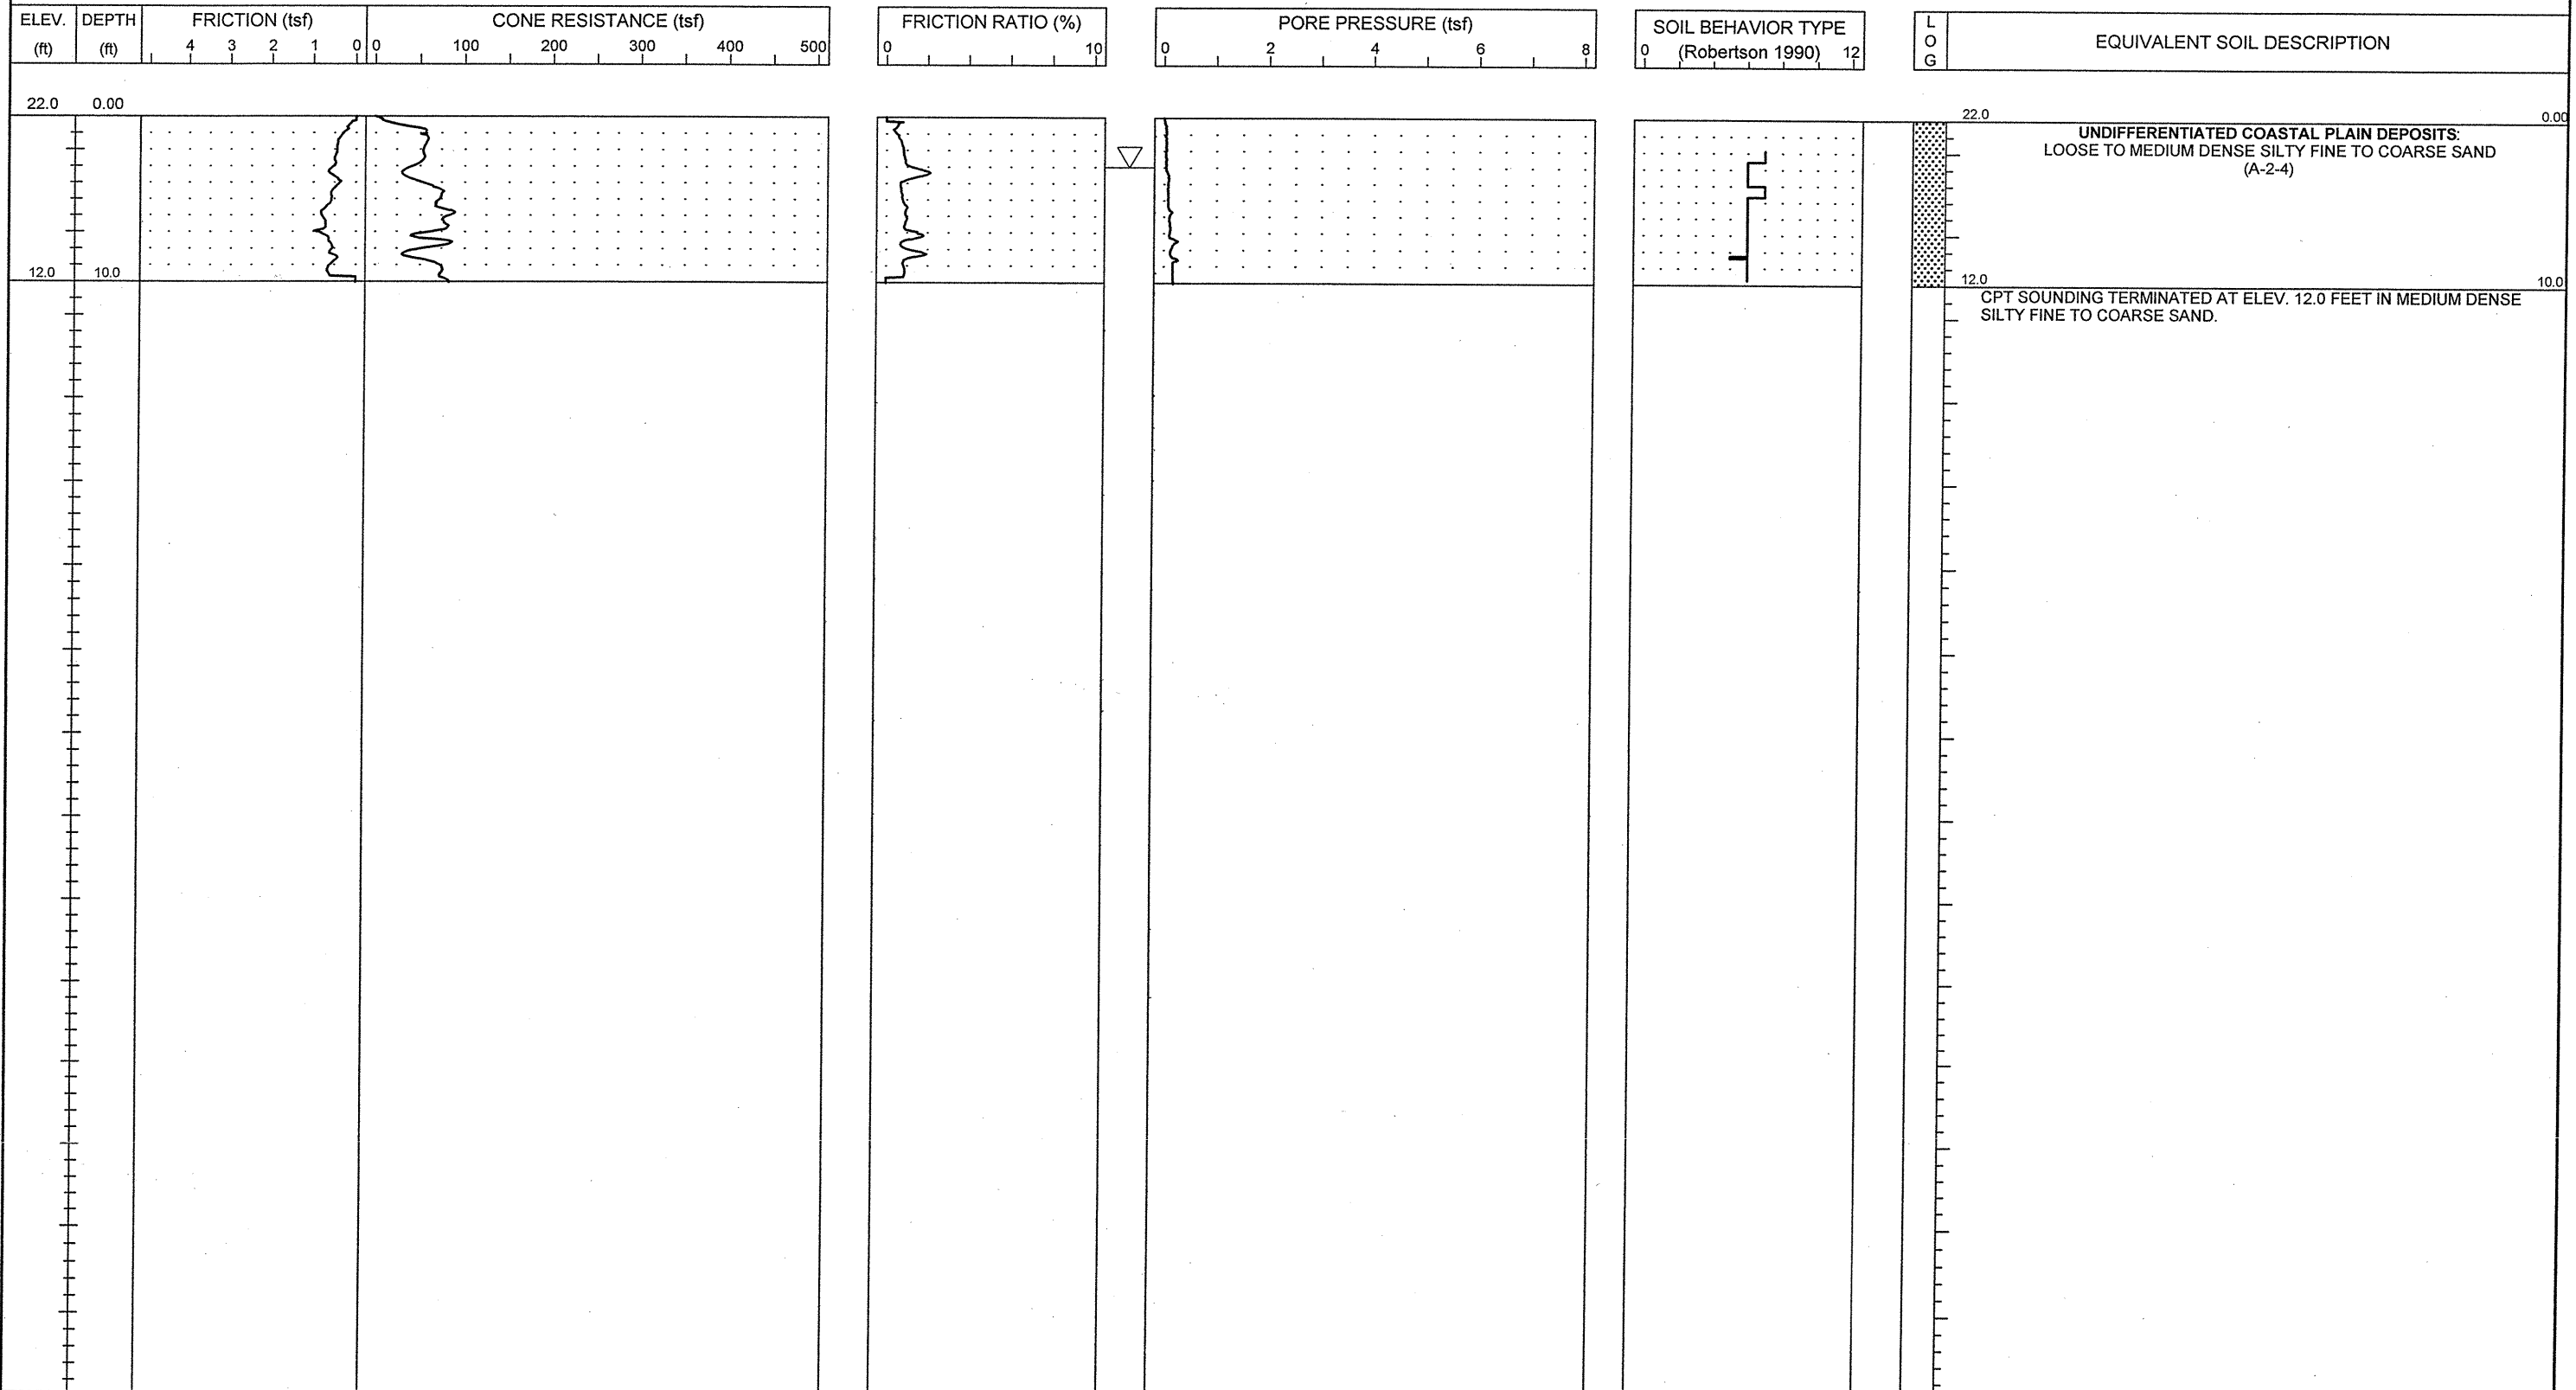 ELEV. DEPTH FRICTION (tsf) CONE RESISTANCE (tsf) FRICTION RATIO (%) PORE PRESSURE (tsf) SOIL BEHAVIOR TYPE LOG EQUIVALENT SOIL DESCRIPTION
(ft) (ft) 4 3 2 1 0 0 100 200 300 400 500 0 10 0 2 4 6 8 0 (Robertson 1990) 12
22.0 0.00 22.0 0.00
UNDIFFERENTIATED COASTAL PLAIN DEPOSITS:
LOOSE TO MEDIUM DENSE SILTY FINE TO COARSE SAND
(A-2-4)
12.0 10.0 12.0 10.0
CPT SOUNDING TERMINATED AT ELEV. 12.0 FEET IN MEDIUM DENSE
SILTY FINE TO COARSE SAND.